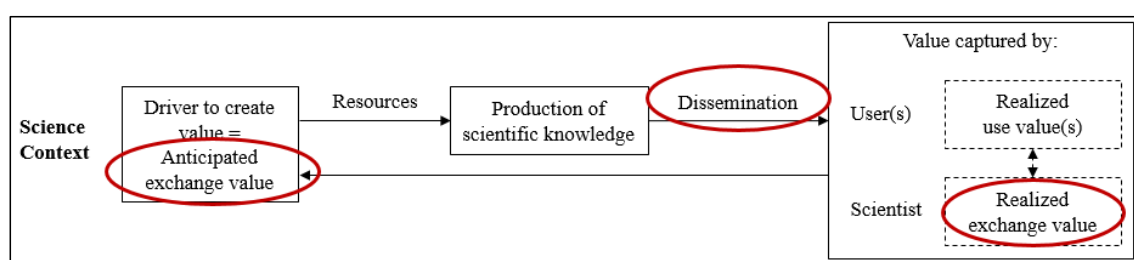 Science
Context
Driver to create
value =
Anticipated
exchange value
Resources
Production of
scientific knowledge
Dissemination
Value captured by:
User(s)
Realized
use value(s)
Scientist
Realized
exchange value